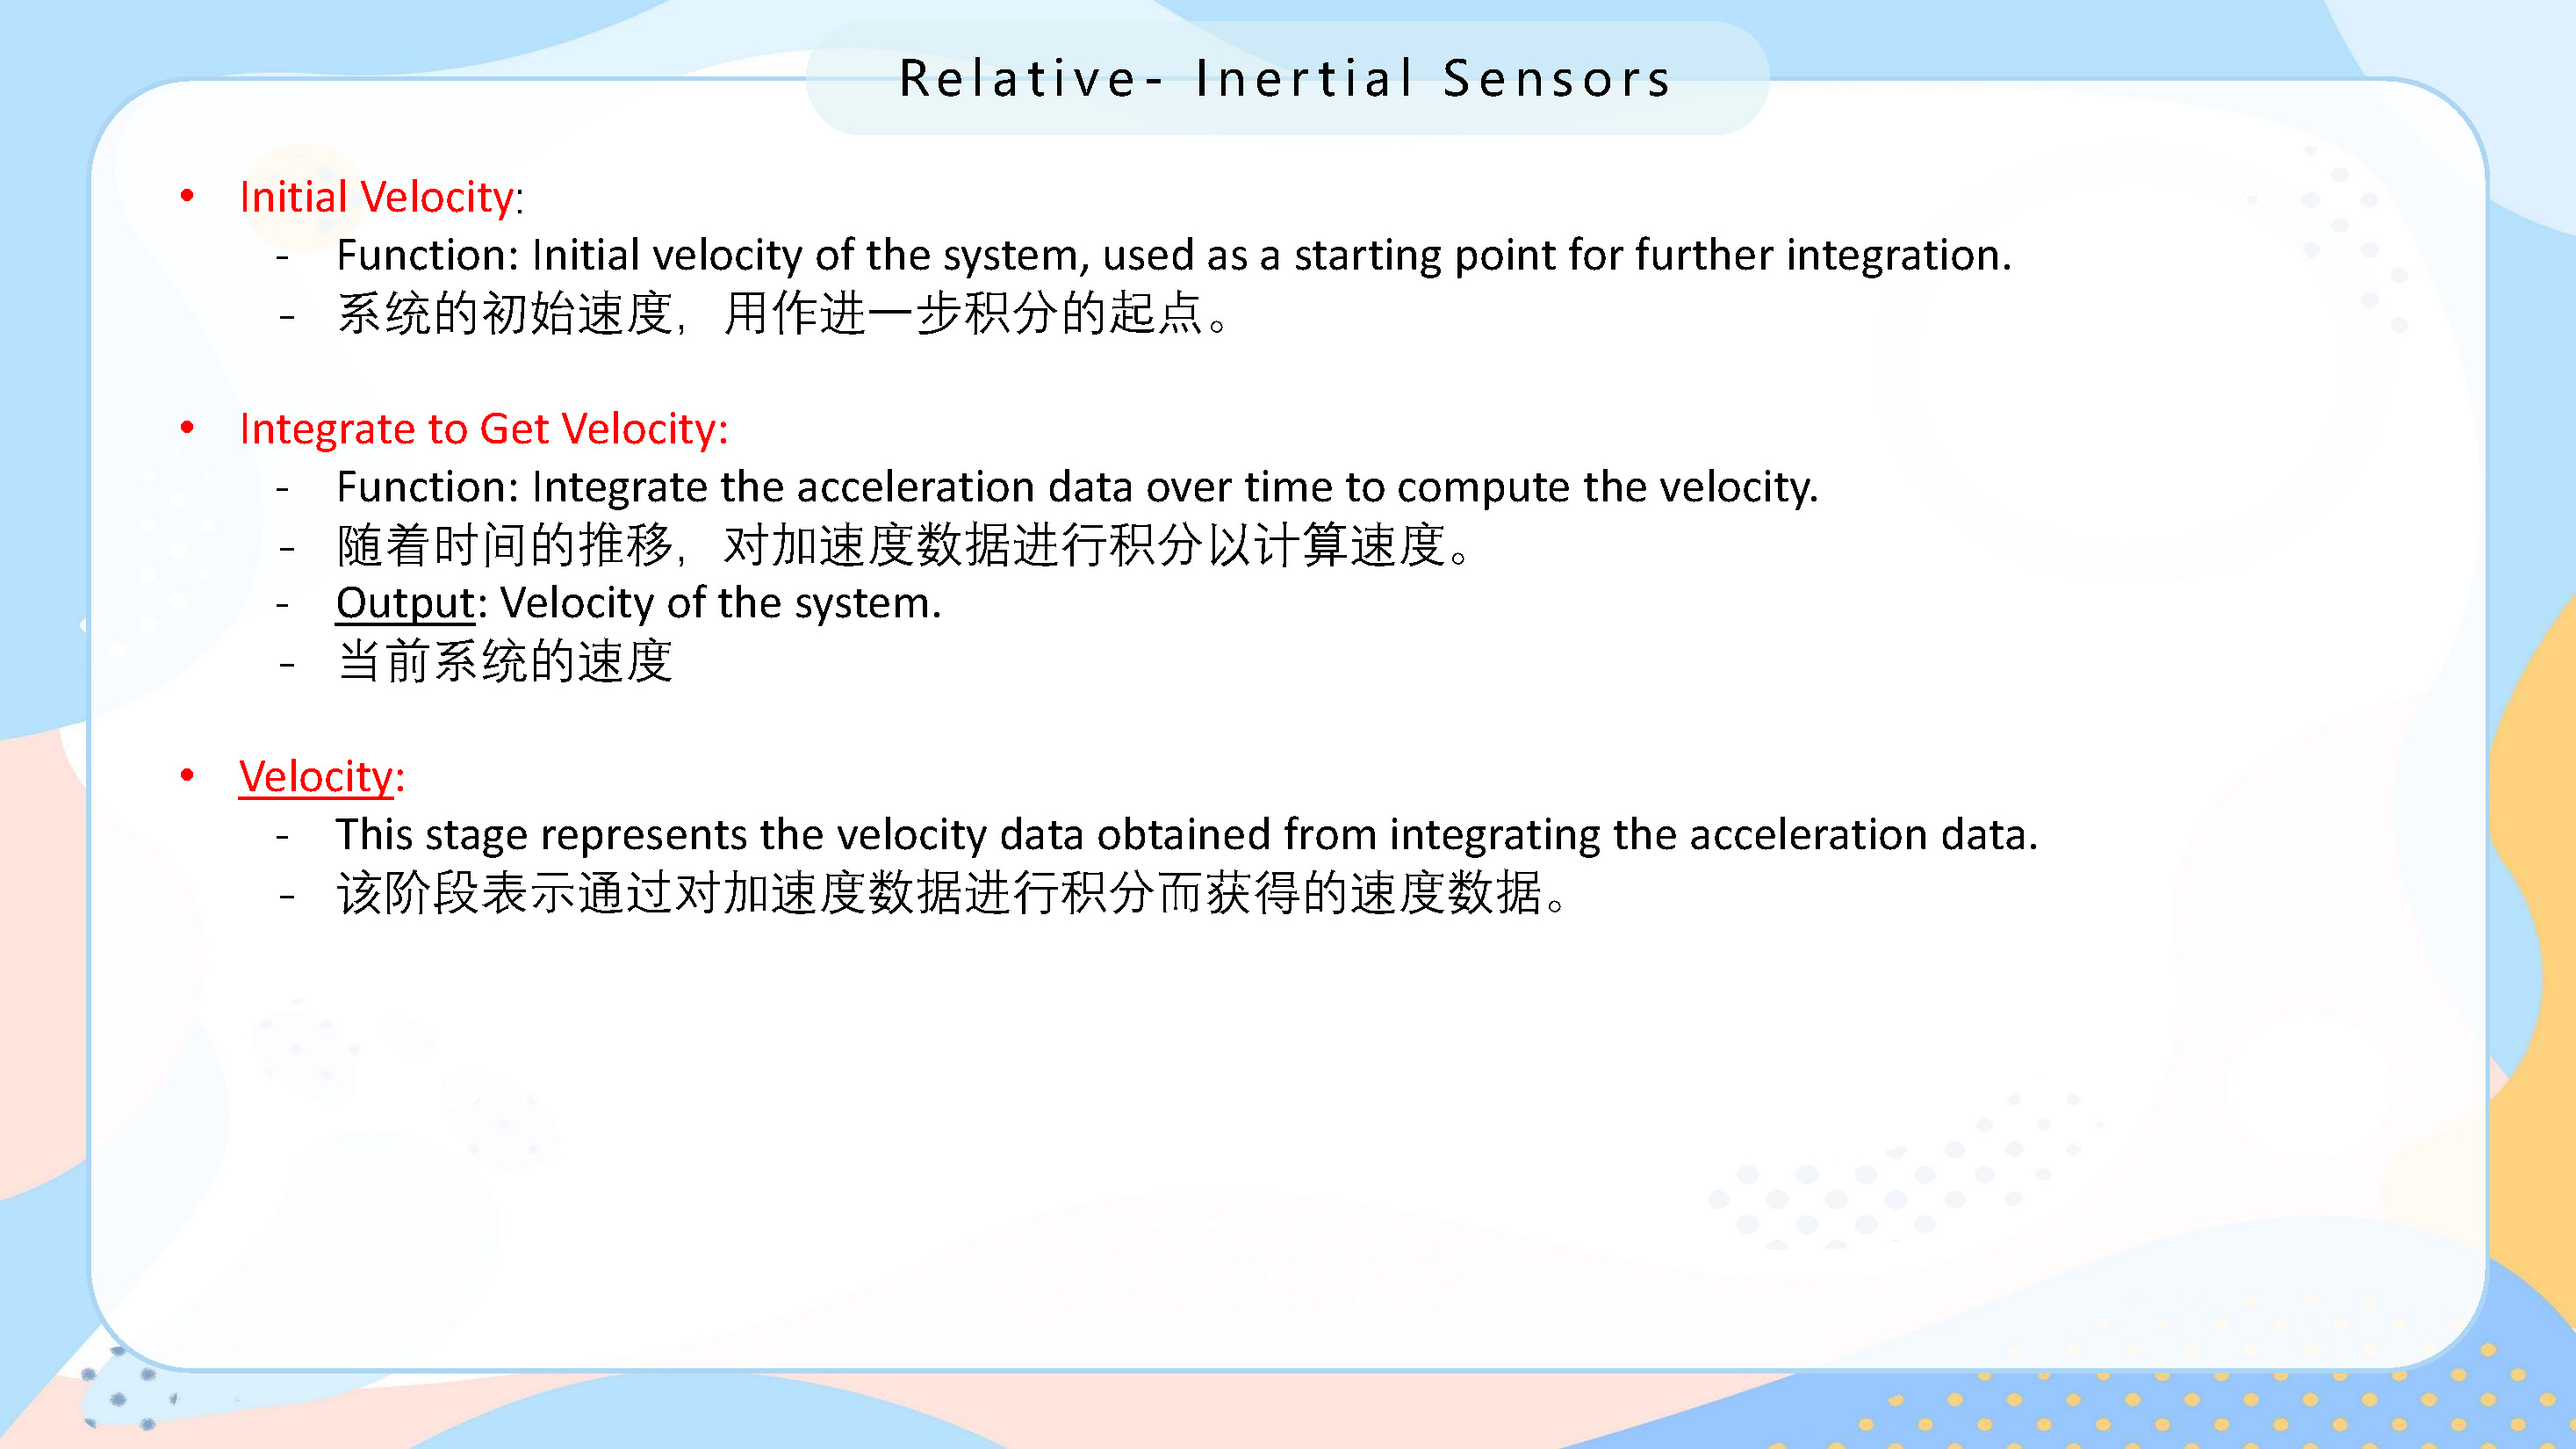 Relative- Inertial Sensors
• Initial Velocity:
- Function: Initial velocity of the system, used as a starting point for further integration.
- 系统的初始速度，用作进一步积分的起点。
• Integrate to Get Velocity:
- Function: Integrate the acceleration data over time to compute the velocity.
- 随着时间的推移，对加速度数据进行积分以计算速度。
- Output: Velocity of the system.
- 当前系统的速度
• Velocity:
- This stage represents the velocity data obtained from integrating the acceleration data.
- 该阶段表示通过对加速度数据进行积分而获得的速度数据。